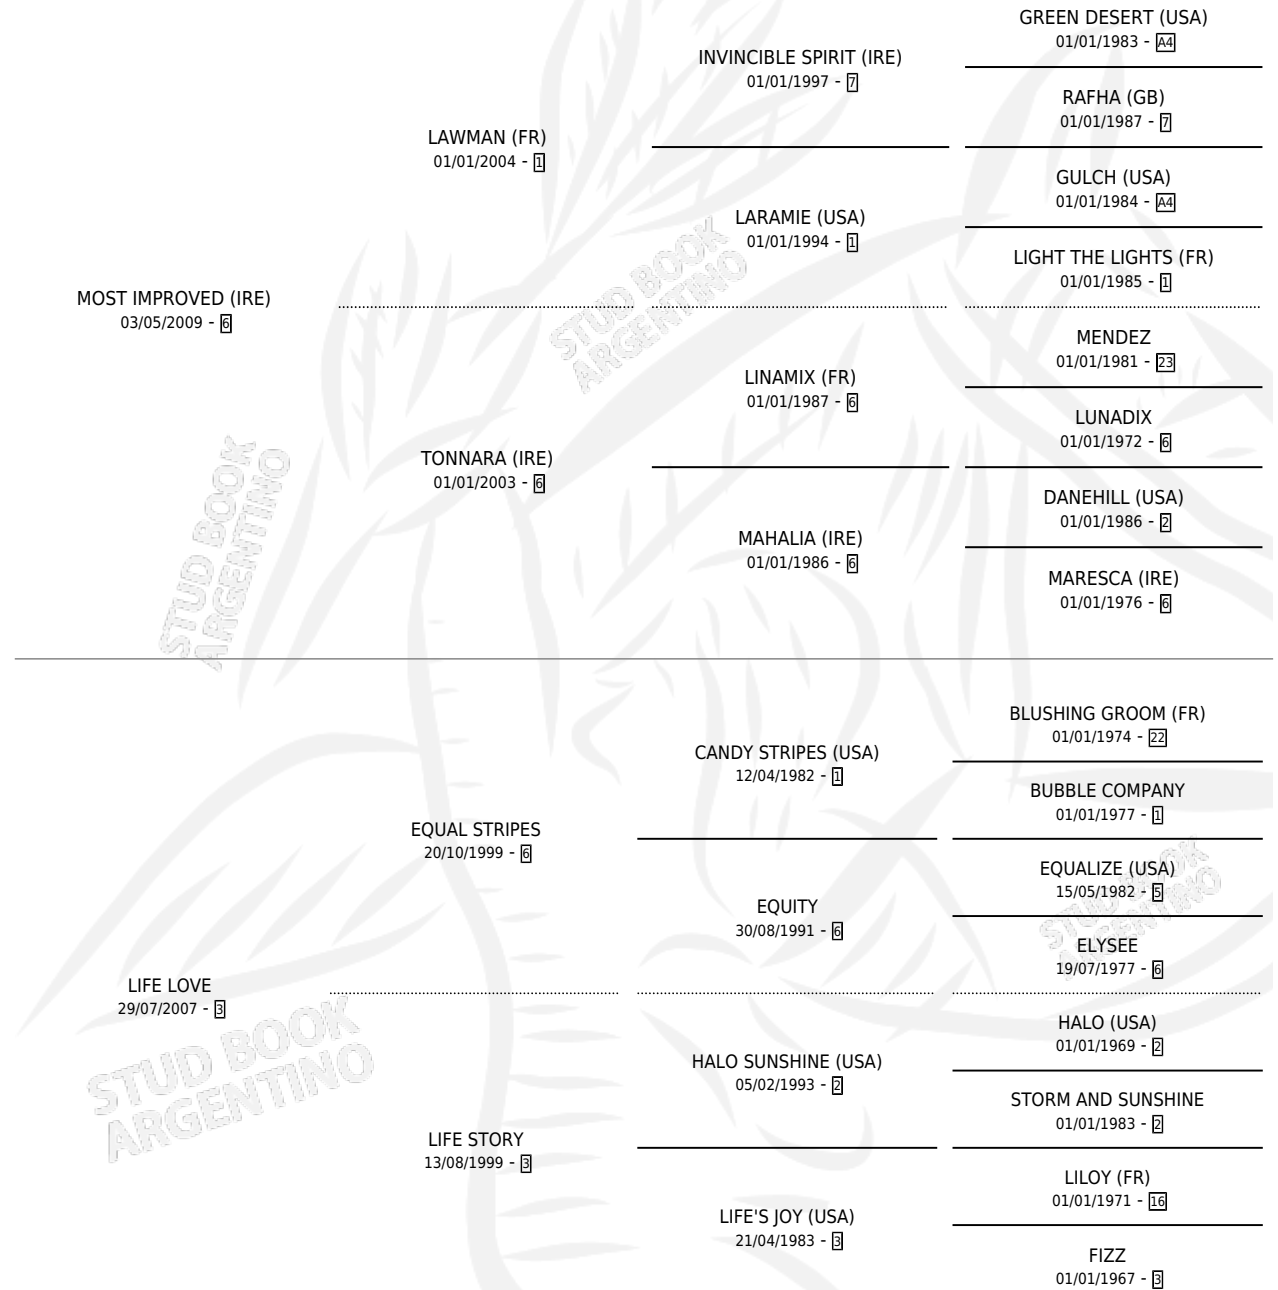 GREEN DESERT (USA)
01/01/1983 - A4
INVINCIBLE SPIRIT (IRE)
01/01/1997 - 7
RAFHA (GB)
01/01/1987 - 7
LAWMAN (FR)
01/01/2004 - 1
GULCH (USA)
01/01/1984 - A4
LARAMIE (USA)
01/01/1994 - 1
LIGHT THE LIGHTS (FR)
01/01/1985 - 1
MOST IMPROVED (IRE)
03/05/2009 - 6
MENDEZ
01/01/1981 - 23
LINAMIX (FR)
01/01/1987 - 6
LUNADIX
01/01/1972 - 6
TONNARA (IRE)
01/01/2003 - 6
DANEHILL (USA)
01/01/1986 - 2
MAHALIA (IRE)
01/01/1986 - 6
MARESCA (IRE)
01/01/1976 - 6
STUD BOOK
ARGENTINO
STUD BOOK
ARGENTINO
BLUSHING GROOM (FR)
01/01/1974 - 22
CANDY STRIPES (USA)
12/04/1982 - 1
BUBBLE COMPANY
01/01/1977 - 1
EQUAL STRIPES
20/10/1999 - 6
EQUALIZE (USA)
15/05/1982 - 5
EQUITY
30/08/1991 - 6
ELYSEE
19/07/1977 - 6
STUD BOOK
ARGENTINO
LIFE LOVE
29/07/2007 - 3
HALO (USA)
01/01/1969 - 2
HALO SUNSHINE (USA)
05/02/1993 - 2
STORM AND SUNSHINE
01/01/1983 - 2
STUD BOOK
ARGENTINO
LIFE STORY
13/08/1999 - 3
LILOY (FR)
01/01/1971 - 16
LIFE'S JOY (USA)
21/04/1983 - 3
FIZZ
01/01/1967 - 3